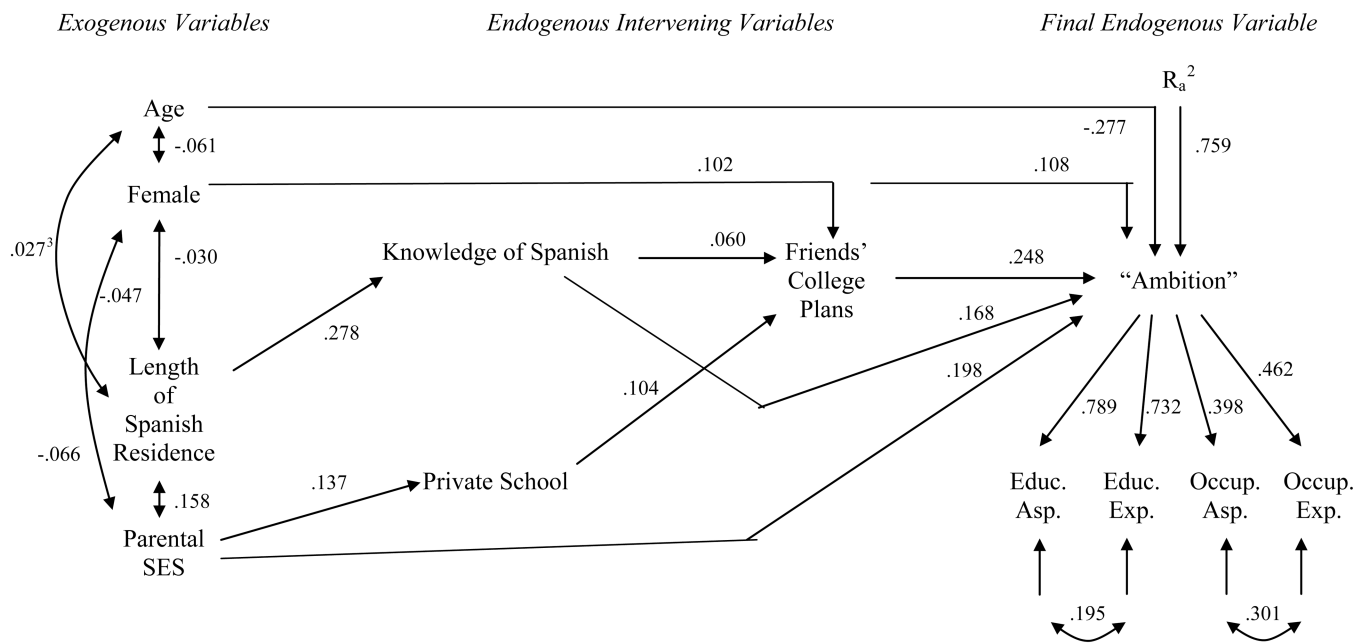 Exogenous Variables
Endogenous Intervening Variables
Final Endogenous Variable
Rₐ²
Age
-.277
.759
-.061
Female
.102
.108
.027³
-.030
Knowledge of Spanish
.060
Friends’
College
Plans
.248
“Ambition”
-.047
.278
.168
Length
of
Spanish
Residence
.104
.198
.462
.789
.732
.398
-.066
.137
Private School
.158
Educ.
Asp.
Educ.
Exp.
Occup.
Asp.
Occup.
Exp.
Parental
SES
.195
.301